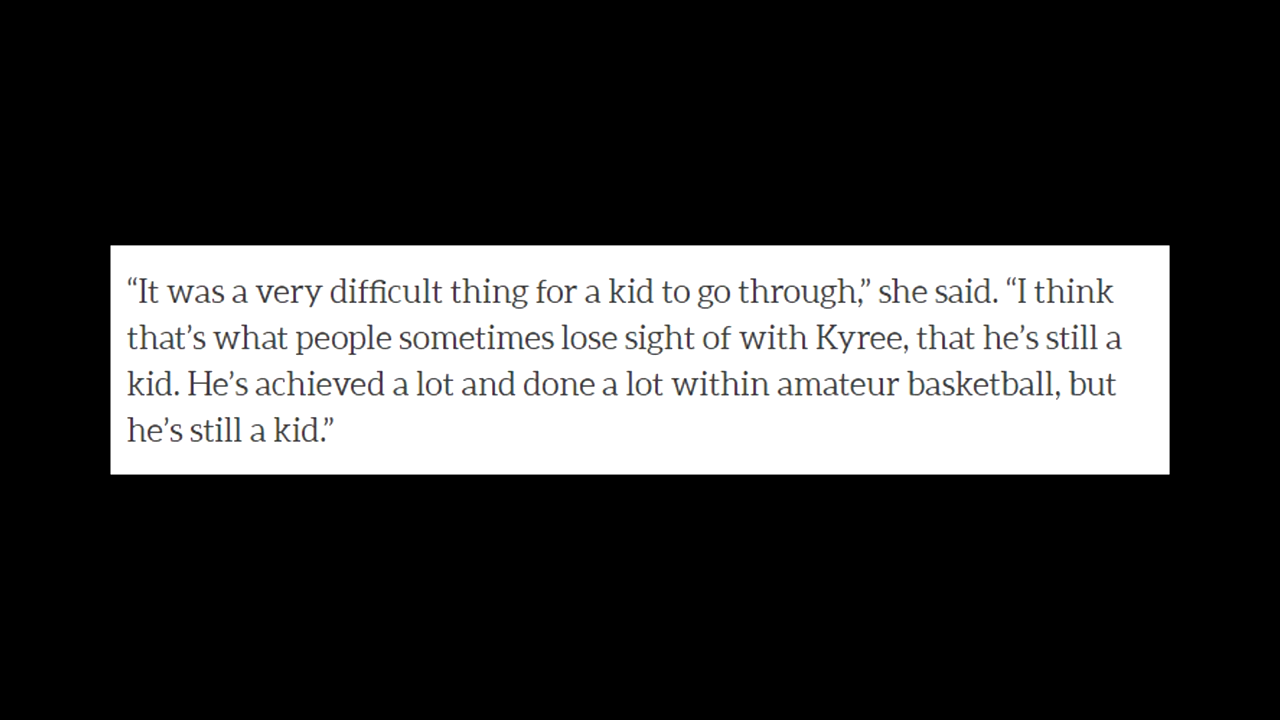 “It was a very difficult thing for a kid to go through,” she said. “I think
that’s what people sometimes lose sight of with Kyree, that he’s still a
kid. He’s achieved a lot and done a lot within amateur basketball, but
he’s still a kid.”